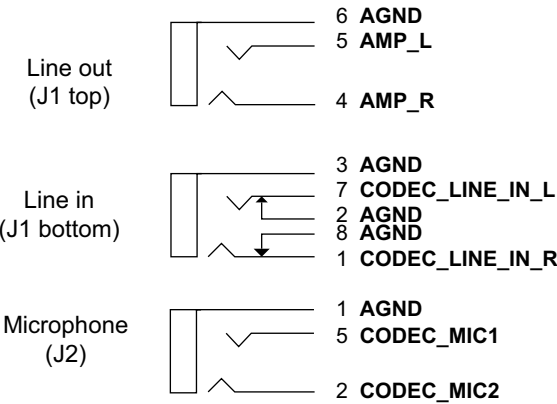 Line out
(J1 top)
6 AGND
5 AMP_L
4 AMP_R
Line in
(J1 bottom)
3 AGND
7 CODEC_LINE_IN_L
2 AGND
8 AGND
1 CODEC_LINE_IN_R
Microphone
(J2)
1 AGND
5 CODEC_MIC1
2 CODEC_MIC2